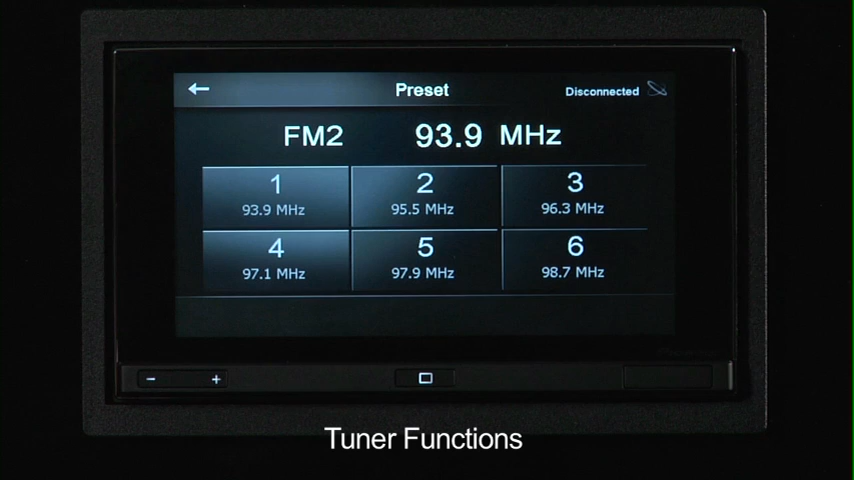 Preset
Disconnected
FM2 93.9 MHz
1 2 3
93.9 MHz 95.5 MHz 96.3 MHz
4 5 6
97.1 MHz 97.9 MHz 98.7 MHz
- +
Tuner Functions